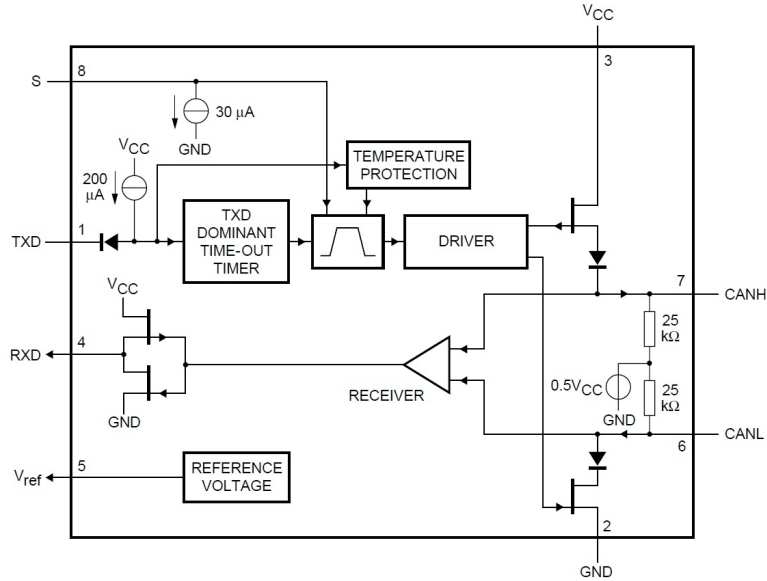 VCC
3
S
8
30 μA
GND
VCC
200
μA
TEMPERATURE
PROTECTION
TXD
1
TXD
DOMINANT
TIME-OUT
TIMER
DRIVER
VCC
7
CANH
RXD
4
25
kΩ
RECEIVER
0.5VCC
25
kΩ
GND
GND
6
CANL
Vref
5
REFERENCE
VOLTAGE
2
GND